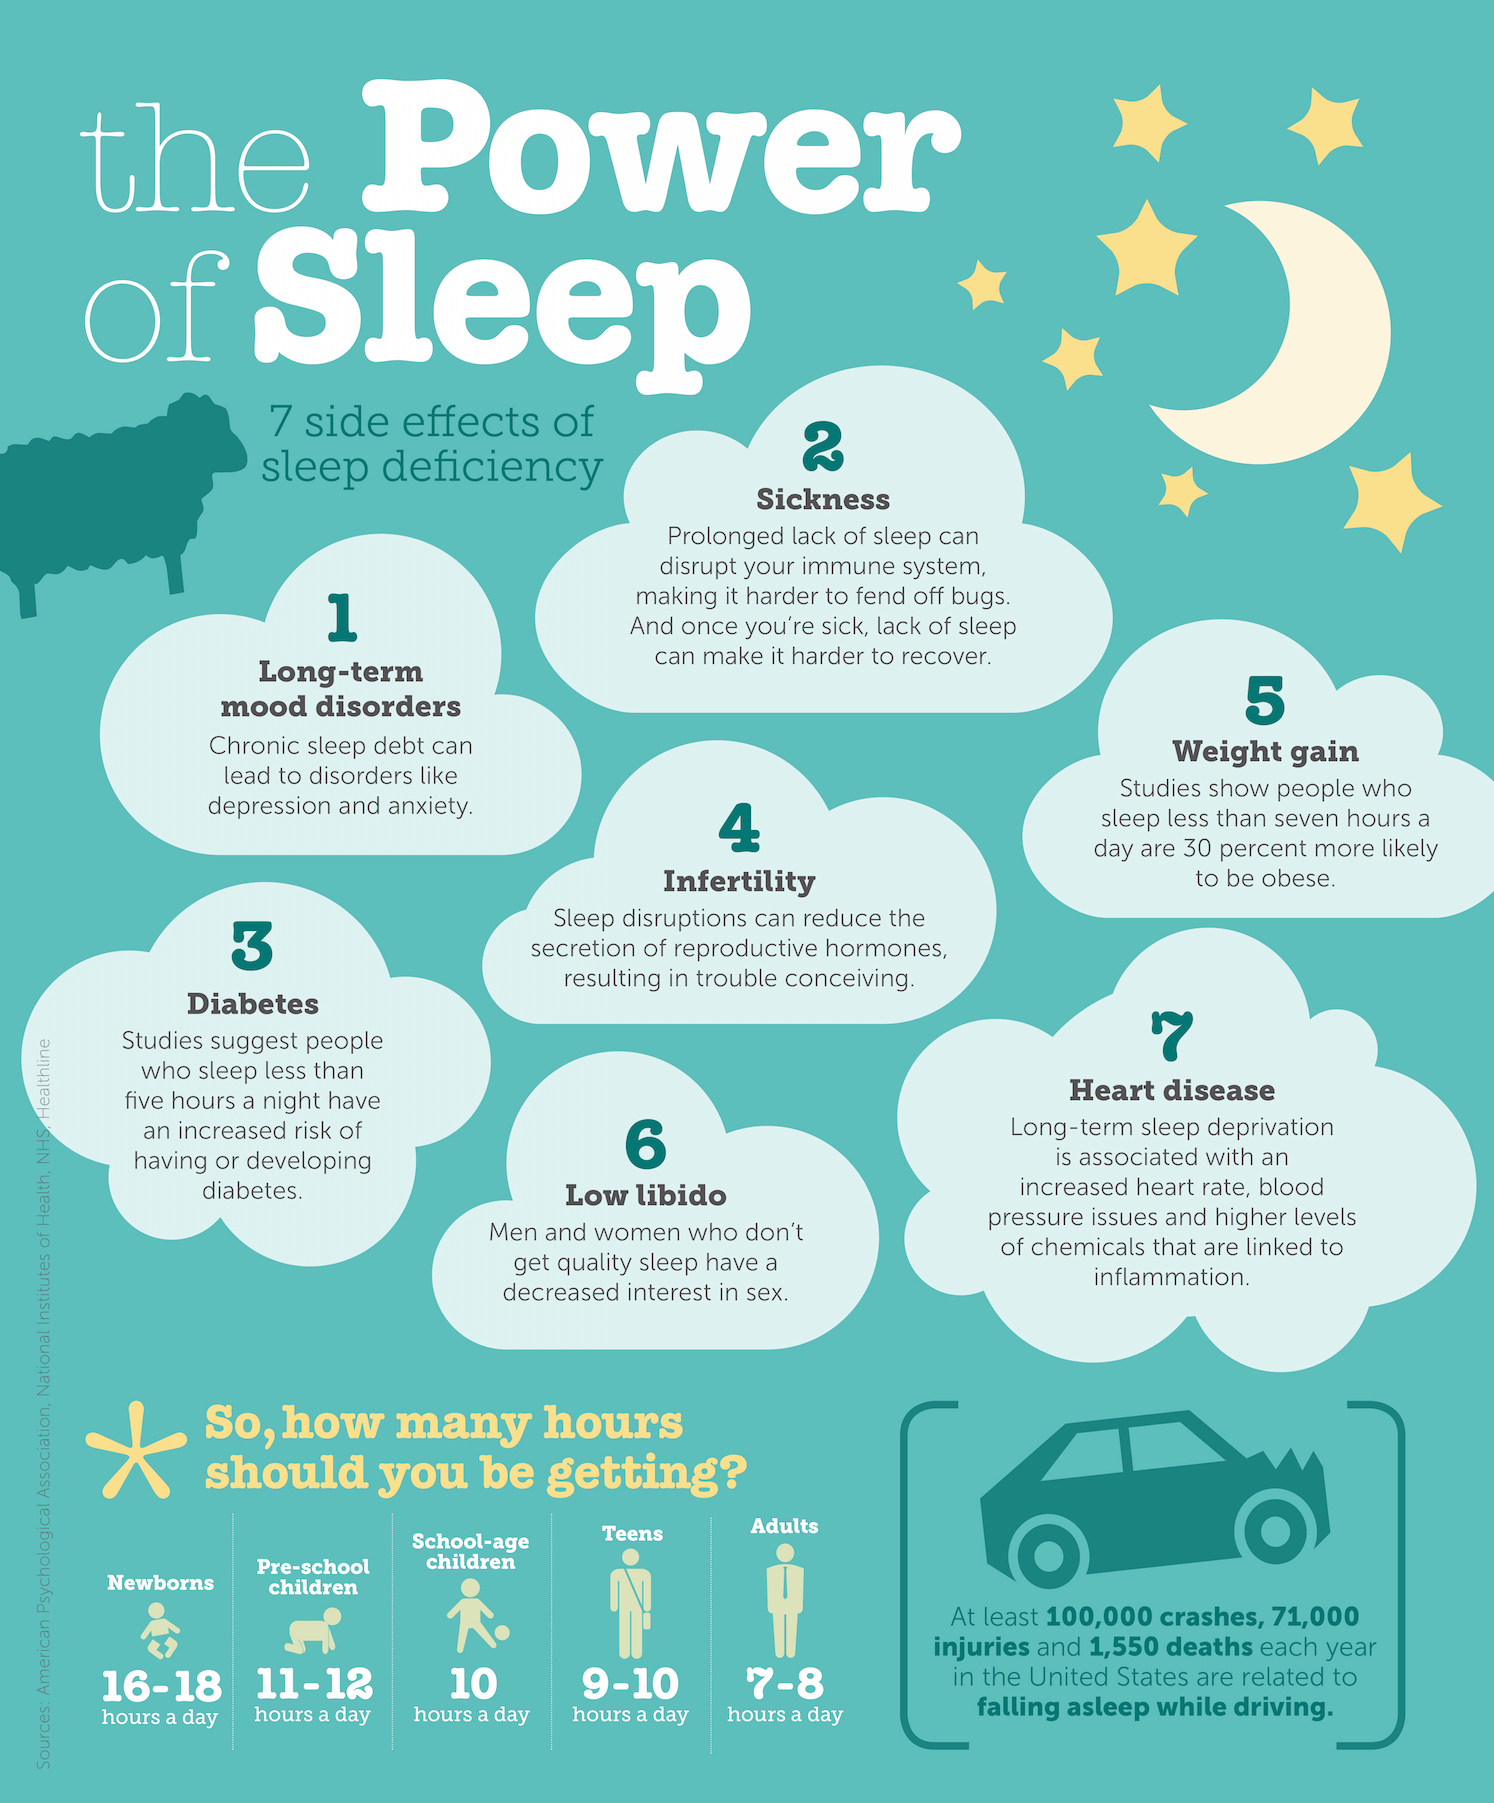 the Power
of Sleep
7 side effects of
sleep deficiency
1
Long-term
mood disorders
Chronic sleep debt can
lead to disorders like
depression and anxiety.
2
Sickness
Prolonged lack of sleep can
disrupt your immune system,
making it harder to fend off bugs.
And once you're sick, lack of sleep
can make it harder to recover.
3
Diabetes
Studies suggest people
who sleep less than
five hours a night have
an increased risk of
having or developing
diabetes.
4
Infertility
Sleep disruptions can reduce the
secretion of reproductive hormones,
resulting in trouble conceiving.
5
Weight gain
Studies show people who
sleep less than seven hours a
day are 30 percent more likely
to be obese.
6
Low libido
Men and women who don't
get quality sleep have a
decreased interest in sex.
7
Heart disease
Long-term sleep deprivation
is associated with an
increased heart rate, blood
pressure issues and higher levels
of chemicals that are linked to
inflammation.
So, how many hours
should you be getting?
Newborns
16-18
hours a day
Pre-school
children
11-12
hours a day
School-age
children
10
hours a day
Teens
9-10
hours a day
Adults
7-8
hours a day
At least 100,000 crashes, 71,000
injuries and 1,550 deaths each year
in the United States are related to
falling asleep while driving.
Sources: American Psychological Association, National Institutes of Health, NHS, Healthline